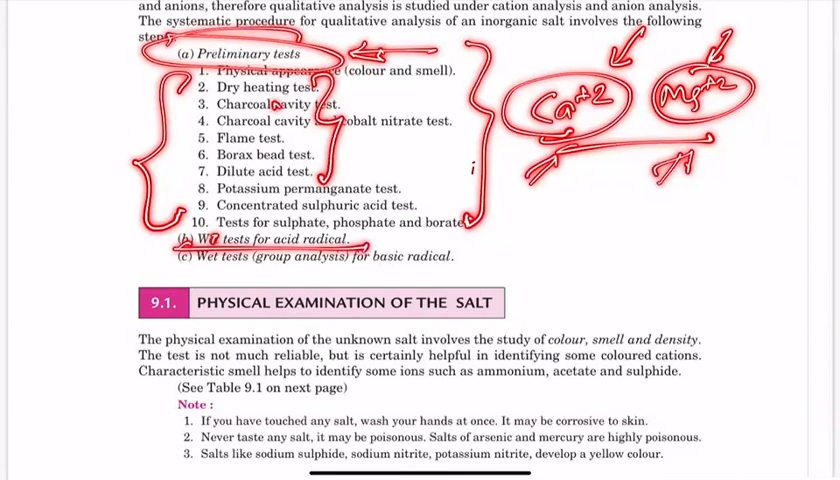 and anions, therefore qualitative analysis is studied under cation analysis and anion analysis.
The systematic procedure for qualitative analysis of an inorganic salt involves the following
steps
(a) Preliminary tests
1. Physical appearance (colour and smell).
2. Dry heating test.
3. Charcoal cavity test.
4. Charcoal cavity cobalt nitrate test.
5. Flame test.
6. Borax bead test.
7. Dilute acid test.
8. Potassium permanganate test.
9. Concentrated sulphuric acid test.
10. Tests for sulphate, phosphate and borate
(b) Wet tests for acid radical.
(c) Wet tests (group analysis) for basic radical.
Ca+2
Mg+2
i
9.1. PHYSICAL EXAMINATION OF THE SALT
The physical examination of the unknown salt involves the study of colour, smell and density.
The test is not much reliable, but is certainly helpful in identifying some coloured cations.
Characteristic smell helps to identify some ions such as ammonium, acetate and sulphide.
(See Table 9.1 on next page)
Note :
1. If you have touched any salt, wash your hands at once. It may be corrosive to skin.
2. Never taste any salt, it may be poisonous. Salts of arsenic and mercury are highly poisonous.
3. Salts like sodium sulphide, sodium nitrite, potassium nitrite, develop a yellow colour.